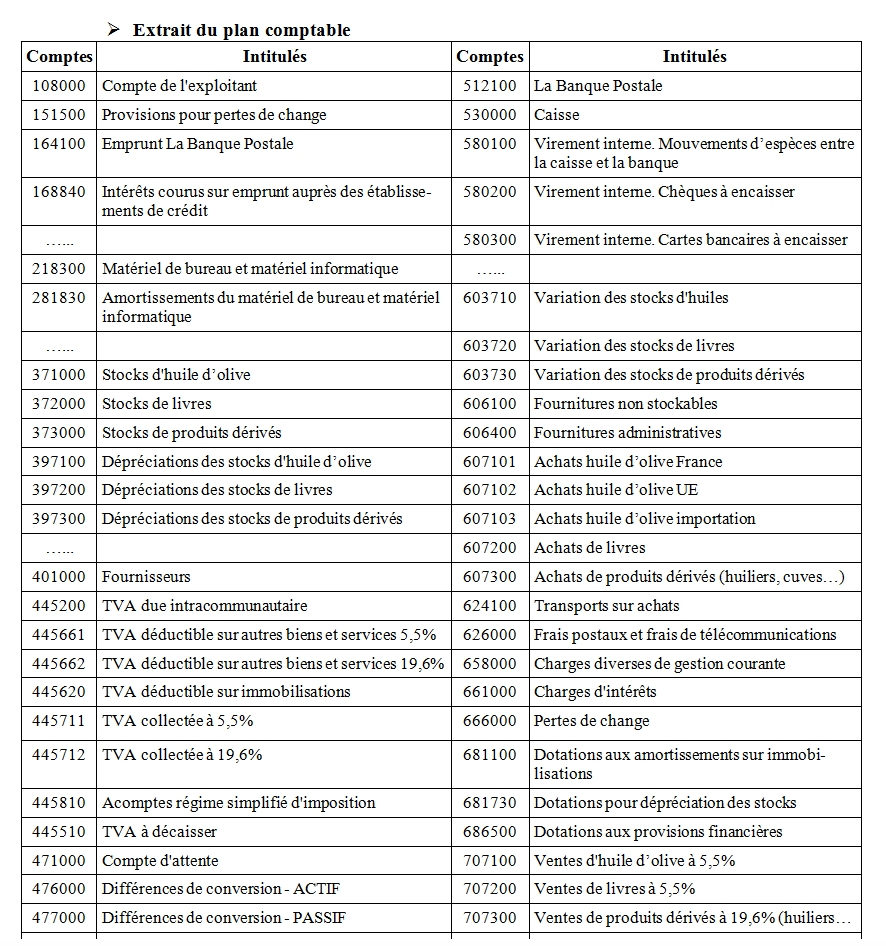 ➢ Extrait du plan comptable
Comptes Intitulés Comptes Intitulés
108000 Compte de l'exploitant 512100 La Banque Postale
151500 Provisions pour pertes de change 530000 Caisse
164100 Emprunt La Banque Postale 580100 Virement interne. Mouvements d’espèces entre
la caisse et la banque
168840 Intérêts courus sur emprunt auprès des établisse- 580200 Virement interne. Chèques à encaisser
ments de crédit
…... 580300 Virement interne. Cartes bancaires à encaisser
218300 Matériel de bureau et matériel informatique …...
281830 Amortissements du matériel de bureau et matériel 603710 Variation des stocks d'huiles
informatique
…... 603720 Variation des stocks de livres
371000 Stocks d'huile d’olive 603730 Variation des stocks de produits dérivés
372000 Stocks de livres 606100 Fournitures non stockables
373000 Stocks de produits dérivés 606400 Fournitures administratives
397100 Dépréciations des stocks d'huile d’olive 607101 Achats huile d’olive France
397200 Dépréciations des stocks de livres 607102 Achats huile d’olive UE
397300 Dépréciations des stocks de produits dérivés 607103 Achats huile d’olive importation
…... 607200 Achats de livres
401000 Fournisseurs 607300 Achats de produits dérivés (huiliers, cuves…)
445200 TVA due intracommunautaire 624100 Transports sur achats
445661 TVA déductible sur autres biens et services 5,5% 626000 Frais postaux et frais de télécommunications
445662 TVA déductible sur autres biens et services 19,6% 658000 Charges diverses de gestion courante
445620 TVA déductible sur immobilisations 661000 Charges d'intérêts
445711 TVA collectée à 5,5% 666000 Pertes de change
445712 TVA collectée à 19,6% 681100 Dotations aux amortissements sur immobi-
lisations
445810 Acomptes régime simplifié d'imposition 681730 Dotations pour dépréciation des stocks
445510 TVA à décaisser 686500 Dotations aux provisions financières
471000 Compte d'attente 707100 Ventes d'huile d’olive à 5,5%
476000 Différences de conversion - ACTIF 707200 Ventes de livres à 5,5%
477000 Différences de conversion - PASSIF 707300 Ventes de produits dérivés à 19,6% (huiliers…